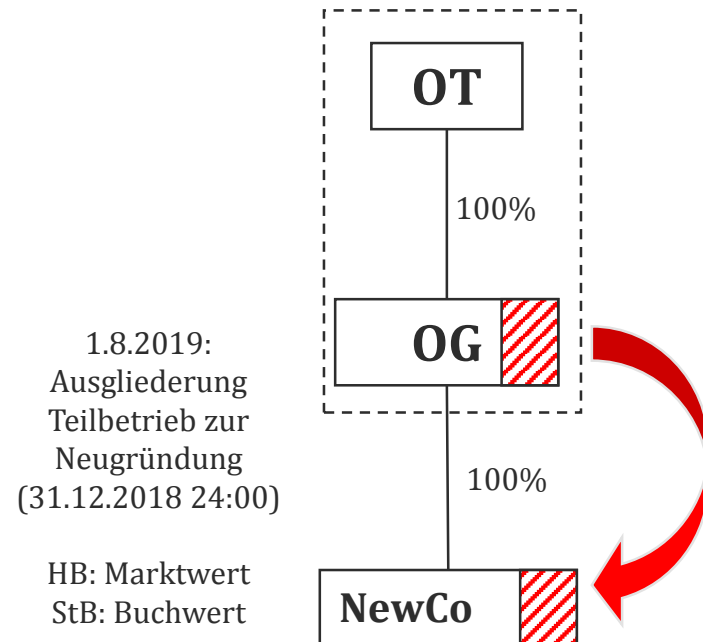 OT
100%
OG
1.8.2019:
Ausgliederung
Teilbetrieb zur
Neugründung
(31.12.2018 24:00)
100%
HB: Marktwert
StB: Buchwert
NewCo